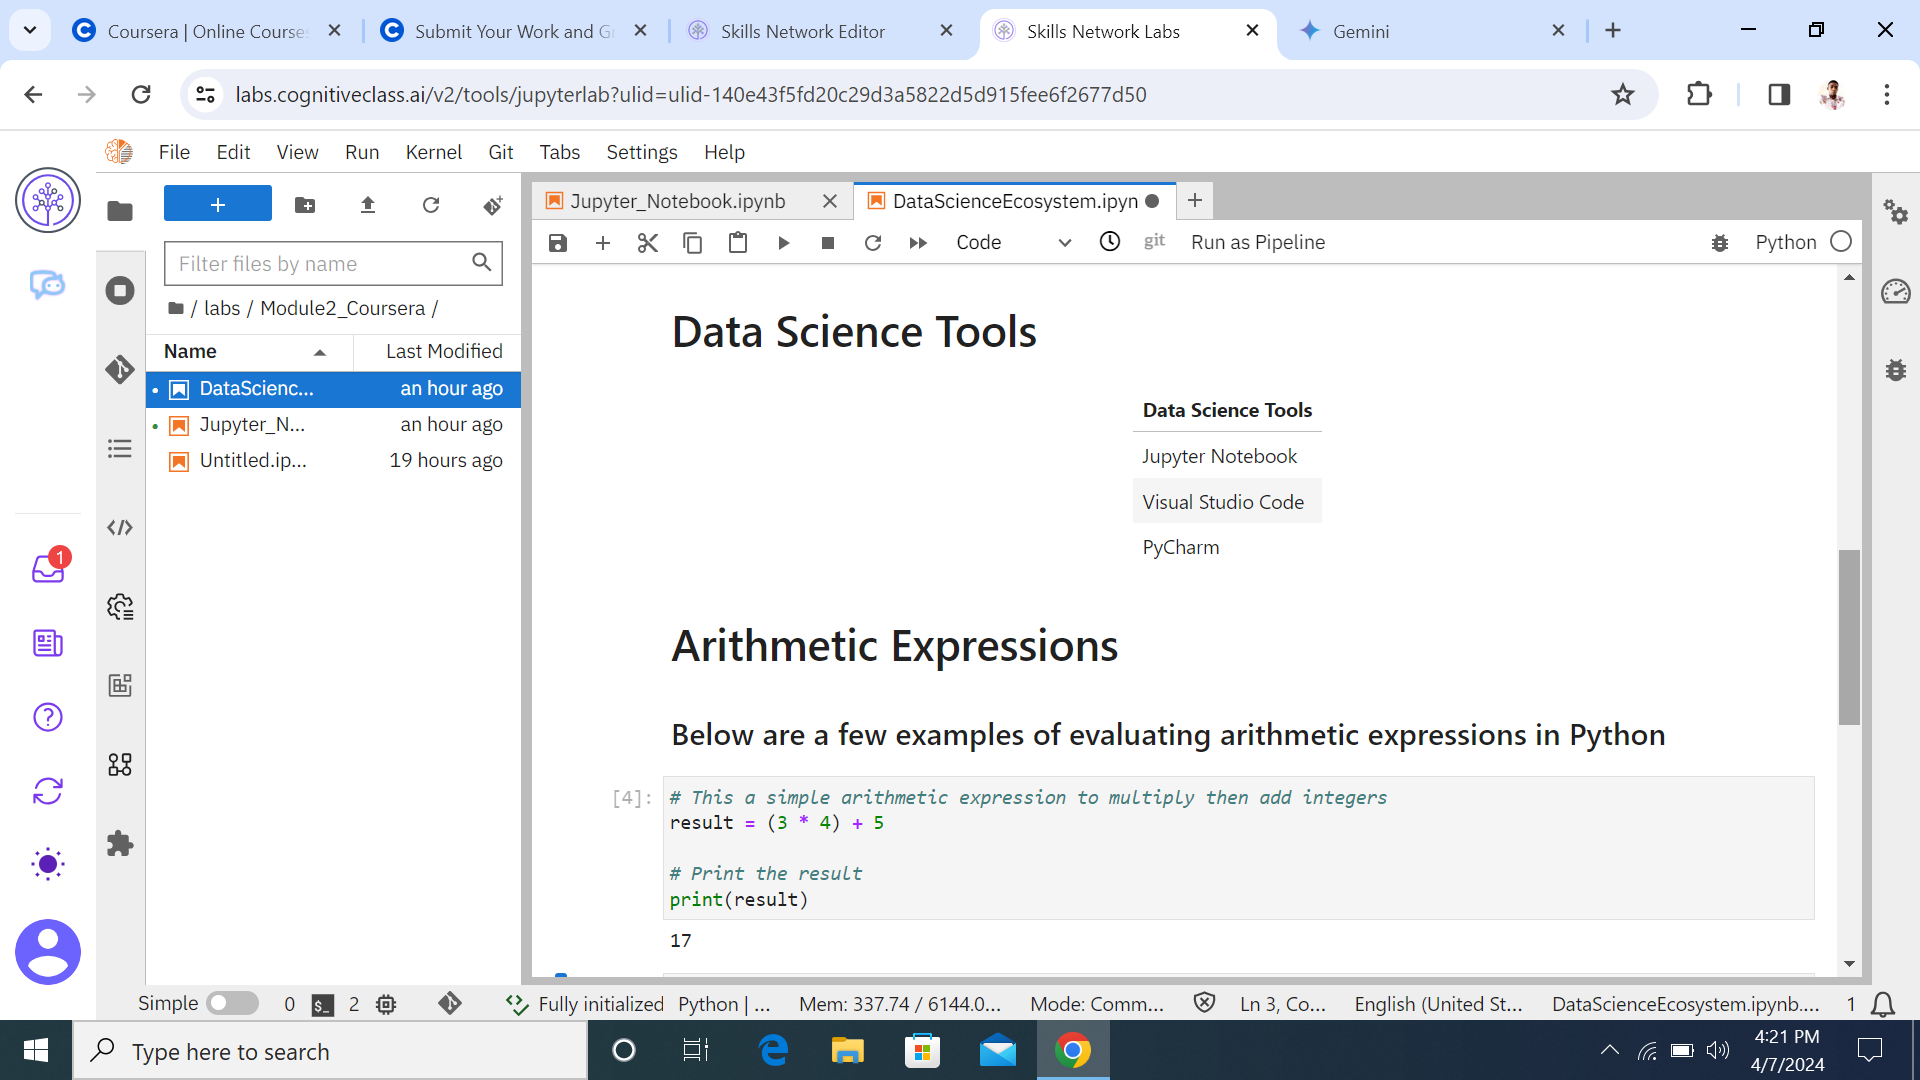 Coursera | Online Courses
Submit Your Work and Gr
Skills Network Editor
Skills Network Labs
Gemini
labs.cognitiveclass.ai/v2/tools/jupyterlab?ulid=ulid-140e43f5fd20c29d3a5822d5d915fee6f2677d50
File Edit View Run Kernel Git Tabs Settings Help
Filter files by name
/ labs / Module2_Coursera /
Name Last Modified
DataScienc... an hour ago
Jupyter_N... an hour ago
Untitled.ip... 19 hours ago
1
Jupyter_Notebook.ipynb
DataScienceEcosystem.ipyn
Code git Run as Pipeline Python
Data Science Tools
Data Science Tools
Jupyter Notebook
Visual Studio Code
PyCharm
Arithmetic Expressions
Below are a few examples of evaluating arithmetic expressions in Python
[4]: # This a simple arithmetic expression to multiply then add integers
result = (3 * 4) + 5
# Print the result
print(result)
17
Simple 0 $_ 2 Fully initialized Python | ... Mem: 337.74 / 6144.0... Mode: Comm... Ln 3, Co... English (United St... DataScienceEcosystem.ipynb.... 1
Type here to search
4:21 PM
4/7/2024